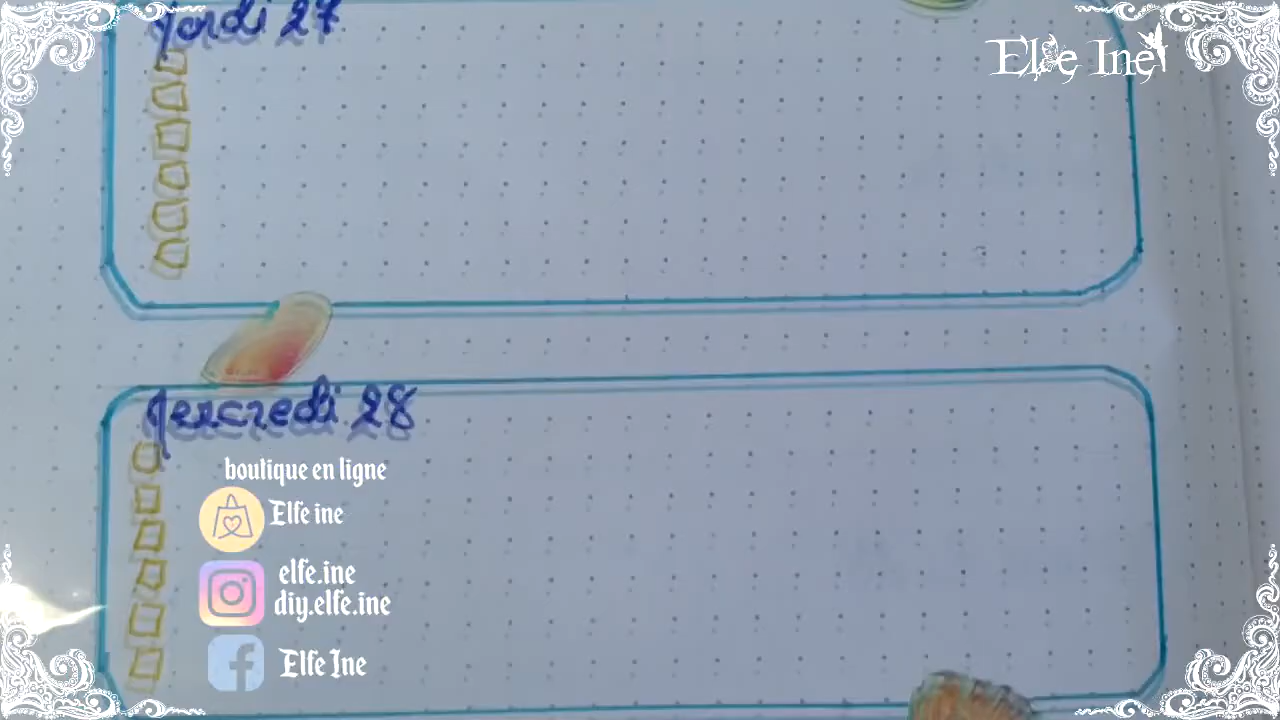 Mardi 27
Elfe Ine
Mercredi 28
boutique en ligne
Elfe ine
elfe.ine
diy.elfe.ine
Elfe Ine